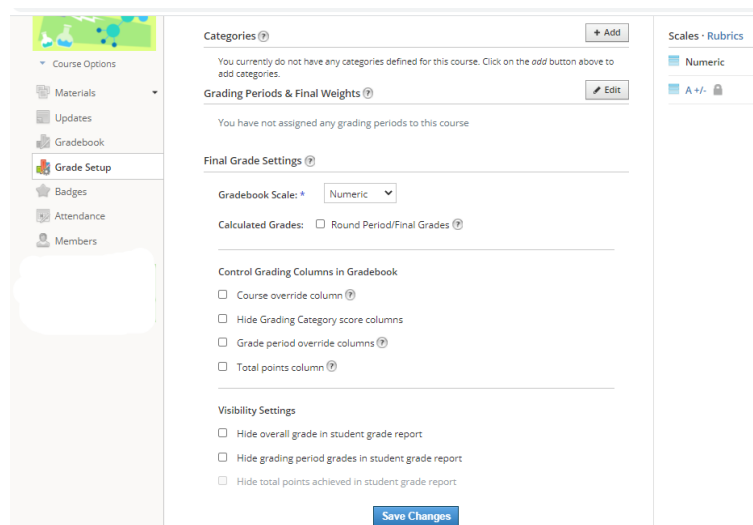 Course Options
Materials
Updates
Gradebook
Grade Setup
Badges
Attendance
Members
Categories ?
+ Add
You currently do not have any categories defined for this course. Click on the add button above to
add categories.
Grading Periods & Final Weights ?
Edit
You have not assigned any grading periods to this course
Final Grade Settings ?
Gradebook Scale: * Numeric
Calculated Grades: Round Period/Final Grades ?
Control Grading Columns in Gradebook
Course override column ?
Hide Grading Category score columns
Grade period override columns ?
Total points column ?
Visibility Settings
Hide overall grade in student grade report
Hide grading period grades in student grade report
Hide total points achieved in student grade report
Save Changes
Scales · Rubrics
Numeric
A +/-